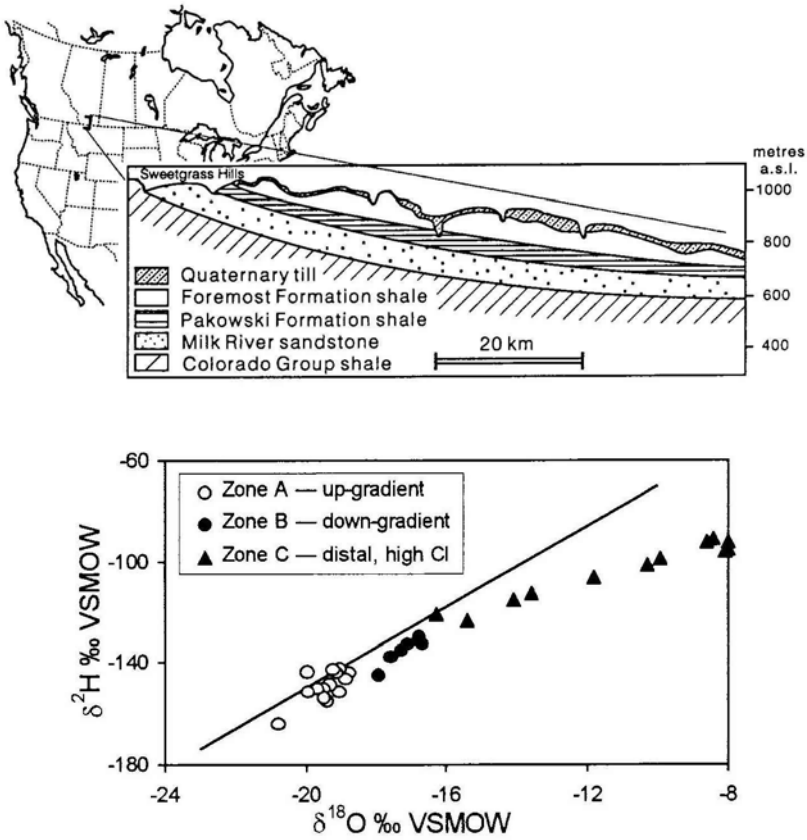 metres
a.s.l.
Sweetgrass Hills
1000
800
600
400
Quaternary till
Foremost Formation shale
Pakowski Formation shale
Milk River sandstone
Colorado Group shale
20 km
-60
-100
-140
-180
δ²H ‰ VSMOW
Zone A — up-gradient
Zone B — down-gradient
Zone C — distal, high Cl
-24 -20 -16 -12 -8
δ¹⁸O ‰ VSMOW